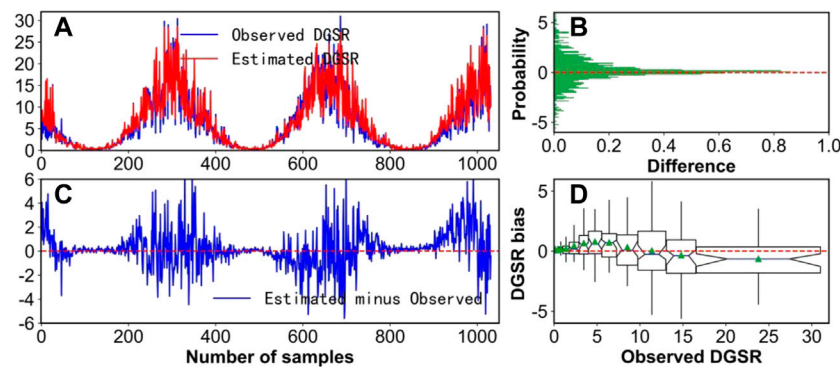 A
Observed DGSR
Estimated DGSR
30
25
20
15
10
5
0
0 200 400 600 800 1000
B
Probability
5
0
-5
0.0 0.2 0.4 0.6 0.8 1.0
Difference
C
6
4
2
0
-2
-4
-6
Estimated minus Observed
0 200 400 600 800 1000
Number of samples
D
DGSR bias
5
0
-5
0 5 10 15 20 25 30
Observed DGSR